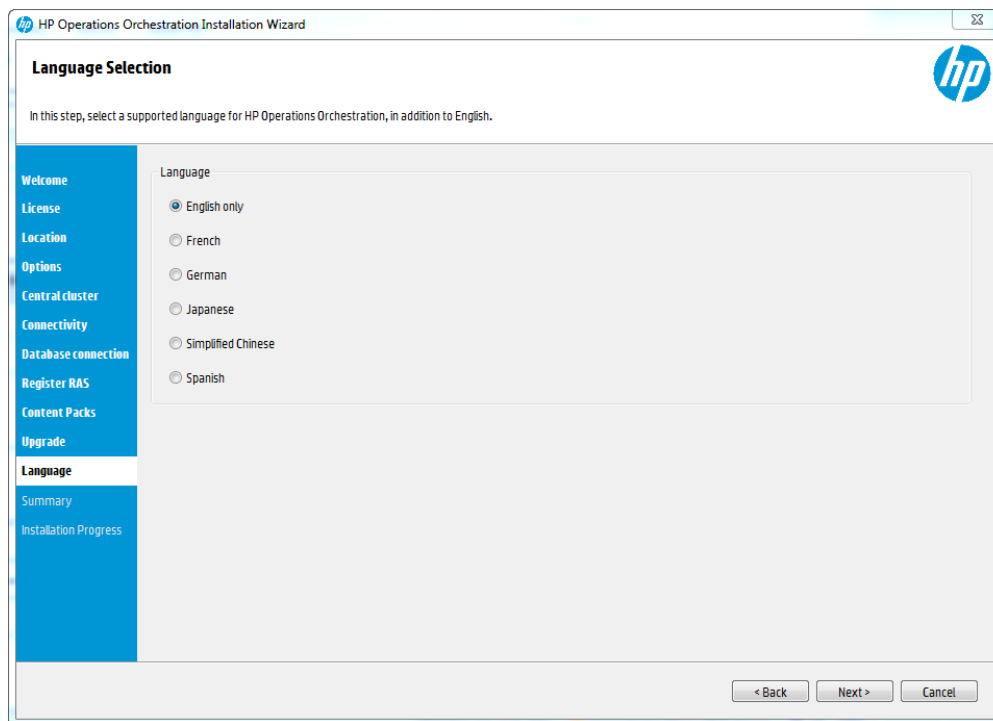 HP Operations Orchestration Installation Wizard
Language Selection
hp
In this step, select a supported language for HP Operations Orchestration, in addition to English.
Welcome
License
Location
Options
Central cluster
Connectivity
Database connection
Register RAS
Content Packs
Upgrade
Language
Summary
Installation Progress
Language
English only
French
German
Japanese
Simplified Chinese
Spanish
< Back
Next >
Cancel